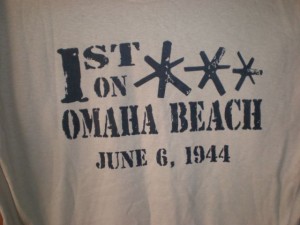 1ST
ON
OMAHA BEACH
JUNE 6, 1944